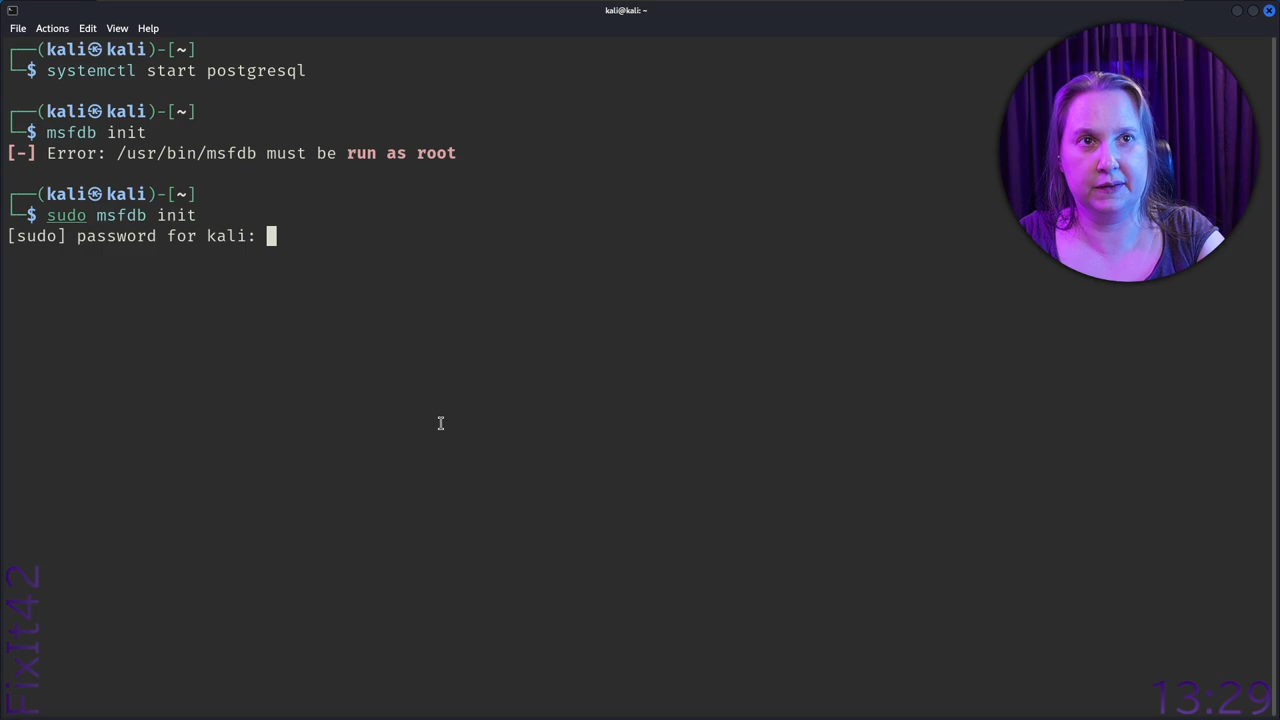 kali@kali: ~
File Actions Edit View Help
┌──(kali㉿kali)-[~]
└─$ systemctl start postgresql
┌──(kali㉿kali)-[~]
└─$ msfdb init
[-] Error: /usr/bin/msfdb must be run as root
┌──(kali㉿kali)-[~]
└─$ sudo msfdb init
[sudo] password for kali:
FixIt42
13:29